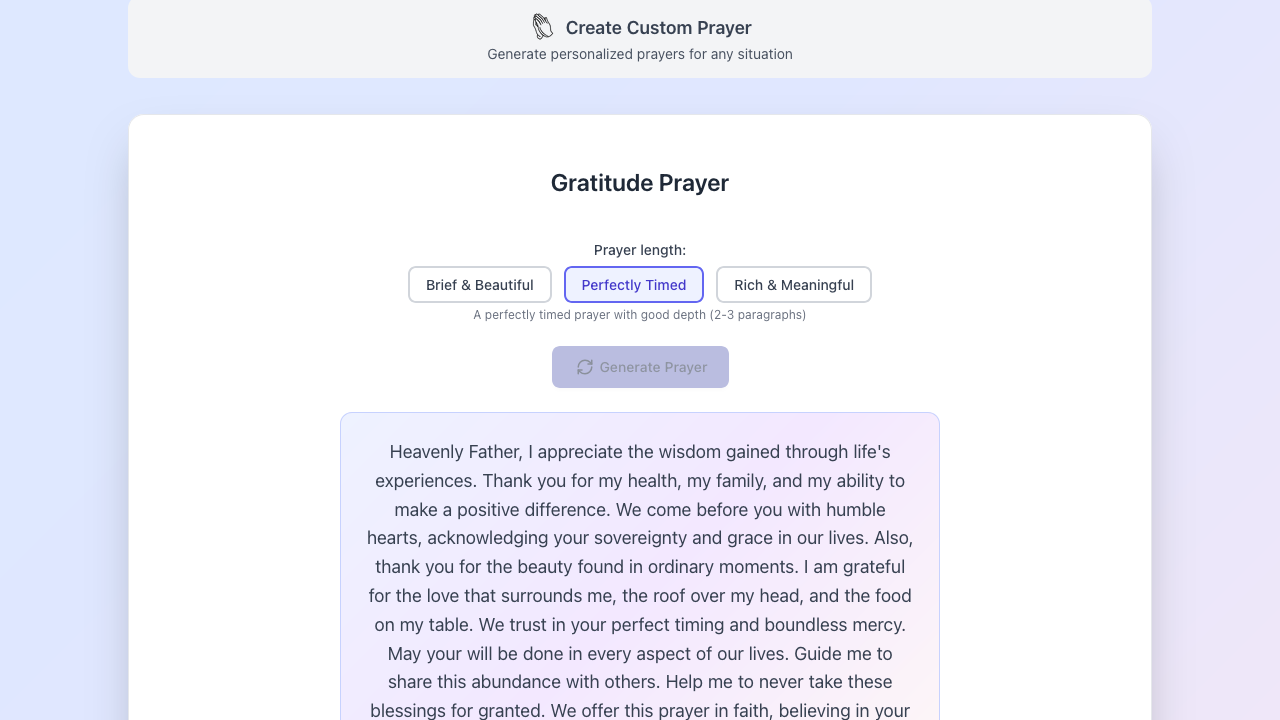 Create Custom Prayer
Generate personalized prayers for any situation
Gratitude Prayer
Prayer length:
Brief & Beautiful
Perfectly Timed
Rich & Meaningful
A perfectly timed prayer with good depth (2-3 paragraphs)
Generate Prayer
Heavenly Father, I appreciate the wisdom gained through life's
experiences. Thank you for my health, my family, and my ability to
make a positive difference. We come before you with humble
hearts, acknowledging your sovereignty and grace in our lives. Also,
thank you for the beauty found in ordinary moments. I am grateful
for the love that surrounds me, the roof over my head, and the food
on my table. We trust in your perfect timing and boundless mercy.
May your will be done in every aspect of our lives. Guide me to
share this abundance with others. Help me to never take these
blessings for granted. We offer this prayer in faith, believing in your